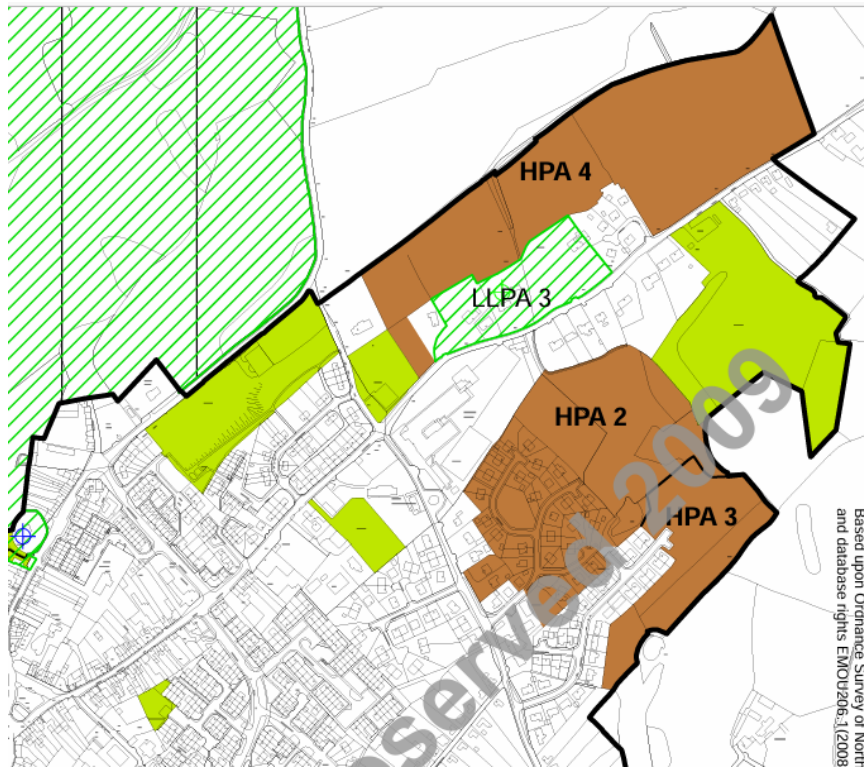 HPA 4
LLPA 3
HPA 2
HPA 3
served 2009
Based upon Ordnance Survey of North
and database rights EMOU206.1(2008